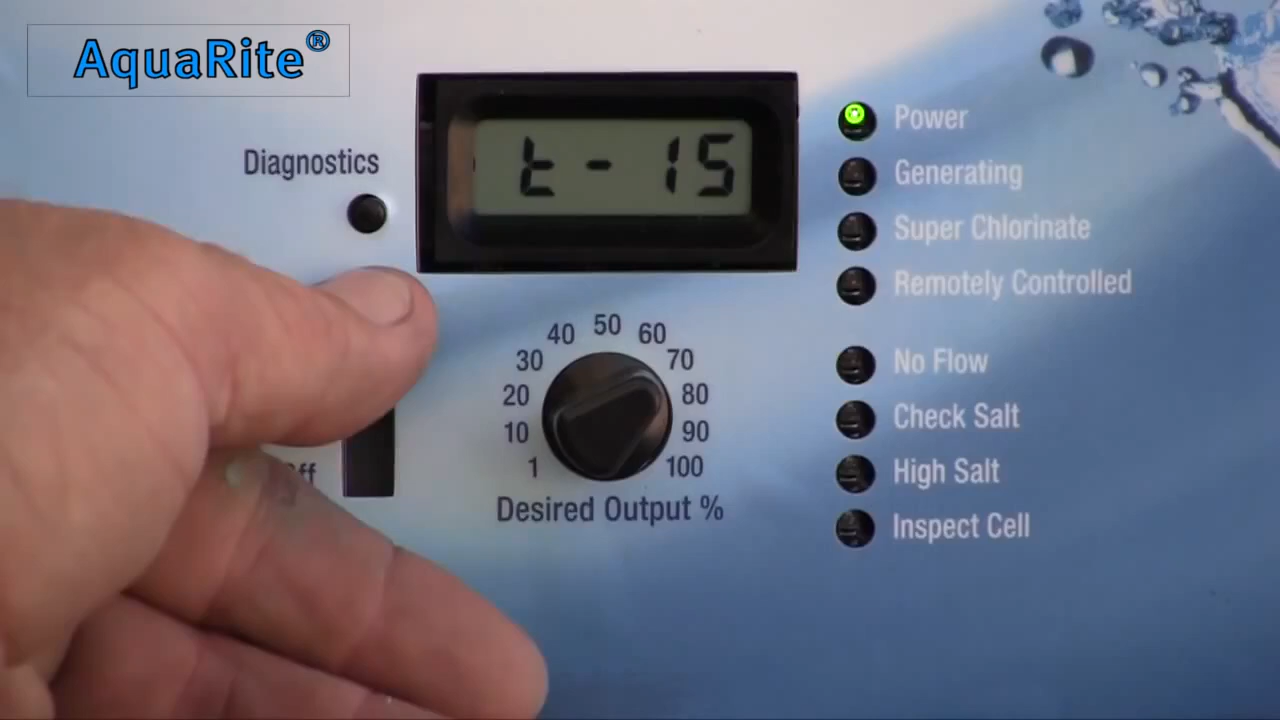 AquaRite®
Diagnostics
t-15
Power
Generating
Super Chlorinate
Remotely Controlled
No Flow
Check Salt
High Salt
Inspect Cell
50
40 60
30 70
20 80
10 90
1 100
Desired Output %